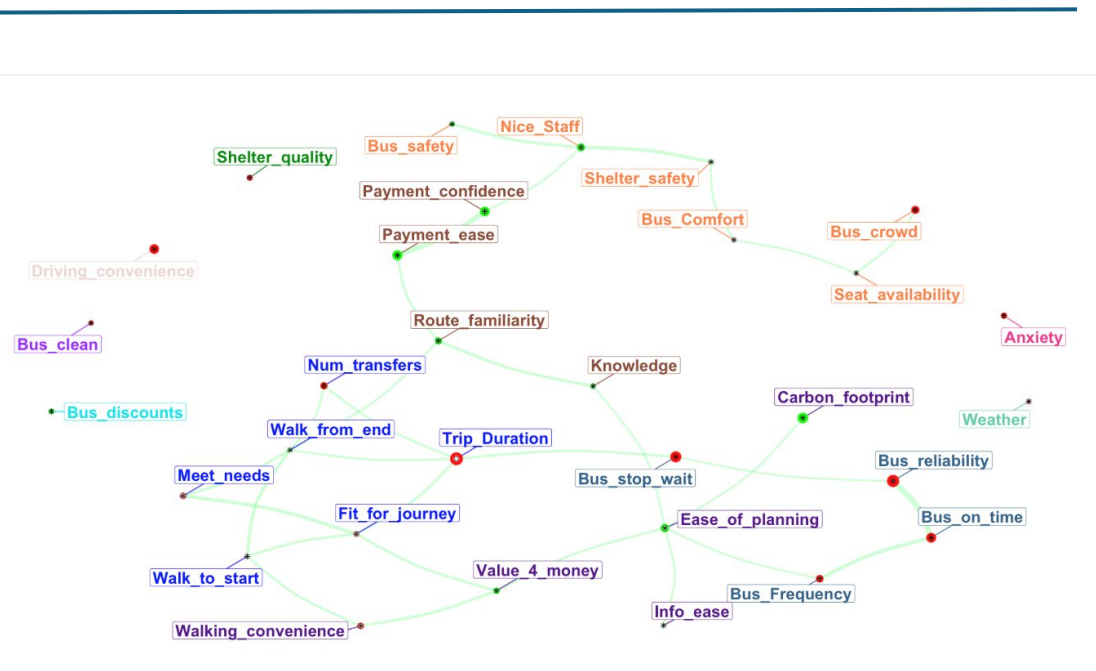 Nice_Staff
Bus_safety
Shelter_quality
Shelter_safety
Payment_confidence
Bus_Comfort
Bus_crowd
Payment_ease
Driving_convenience
Seat_availability
Route_familiarity
Anxiety
Bus_clean
Num_transfers
Knowledge
Carbon_footprint
Bus_discounts
Weather
Walk_from_end
Trip_Duration
Bus_reliability
Meet_needs
Bus_stop_wait
Fit_for_journey
Ease_of_planning
Bus_on_time
Value_4_money
Walk_to_start
Bus_Frequency
Info_ease
Walking_convenience